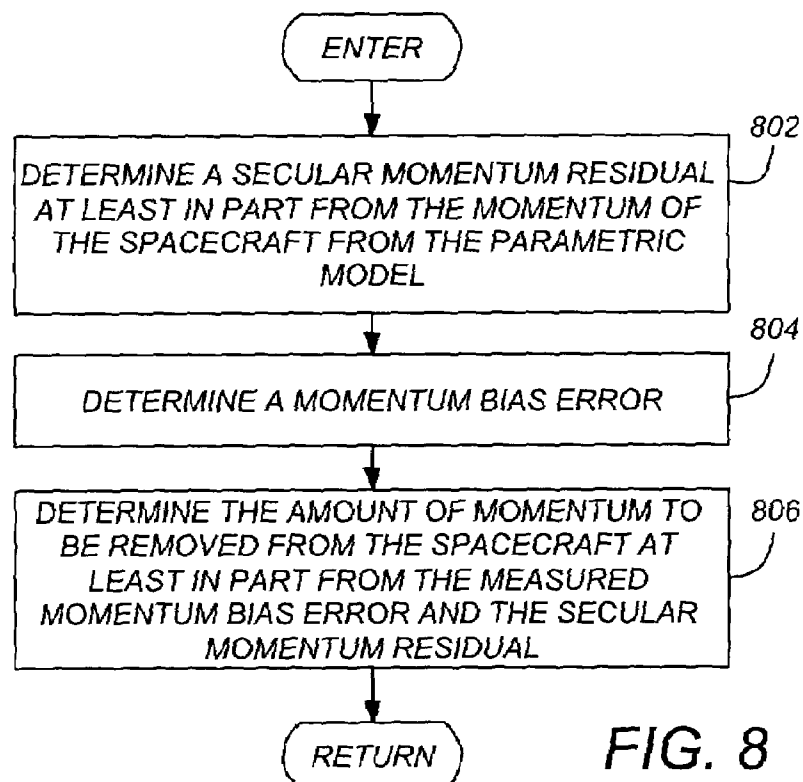 ENTER
802
DETERMINE A SECULAR MOMENTUM RESIDUAL
AT LEAST IN PART FROM THE MOMENTUM OF
THE SPACECRAFT FROM THE PARAMETRIC
MODEL
804
DETERMINE A MOMENTUM BIAS ERROR
806
DETERMINE THE AMOUNT OF MOMENTUM TO
BE REMOVED FROM THE SPACECRAFT AT
LEAST IN PART FROM THE MEASURED
MOMENTUM BIAS ERROR AND THE SECULAR
MOMENTUM RESIDUAL
RETURN
FIG. 8